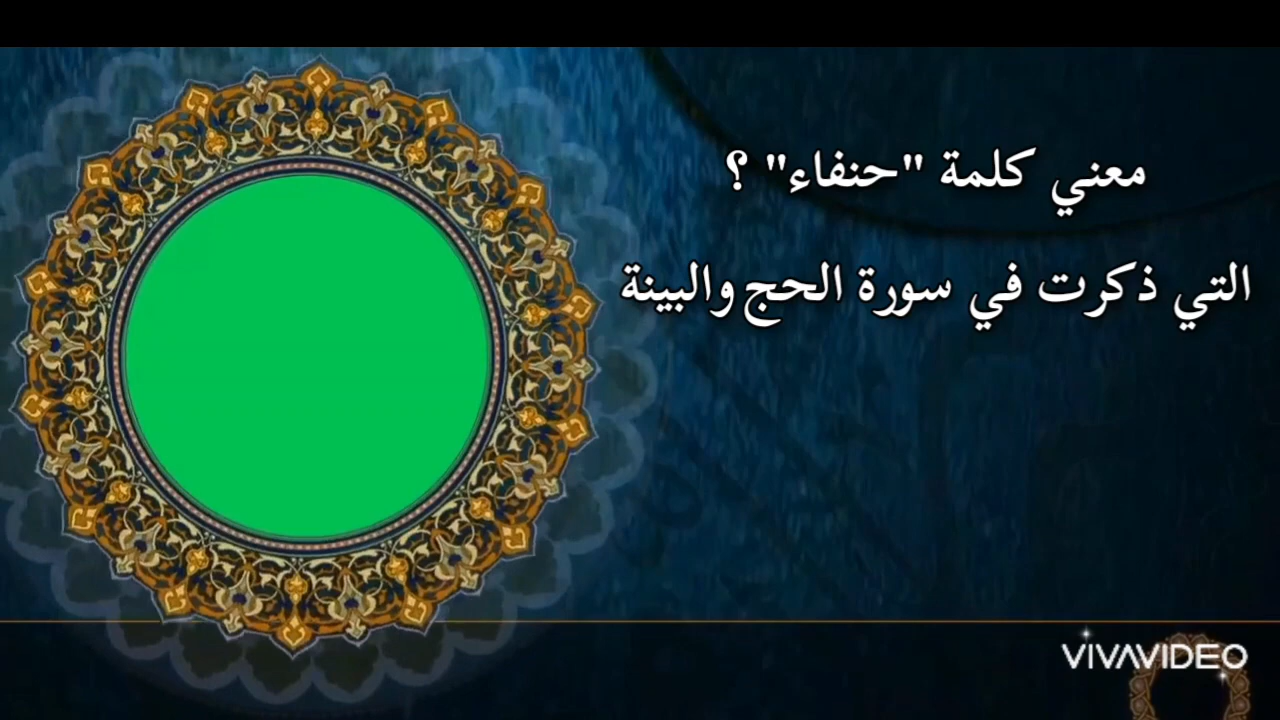 معني كلمة "حنفاء" ؟
التي ذكرت في سورة الحج والبينة
VIVAVIDEO